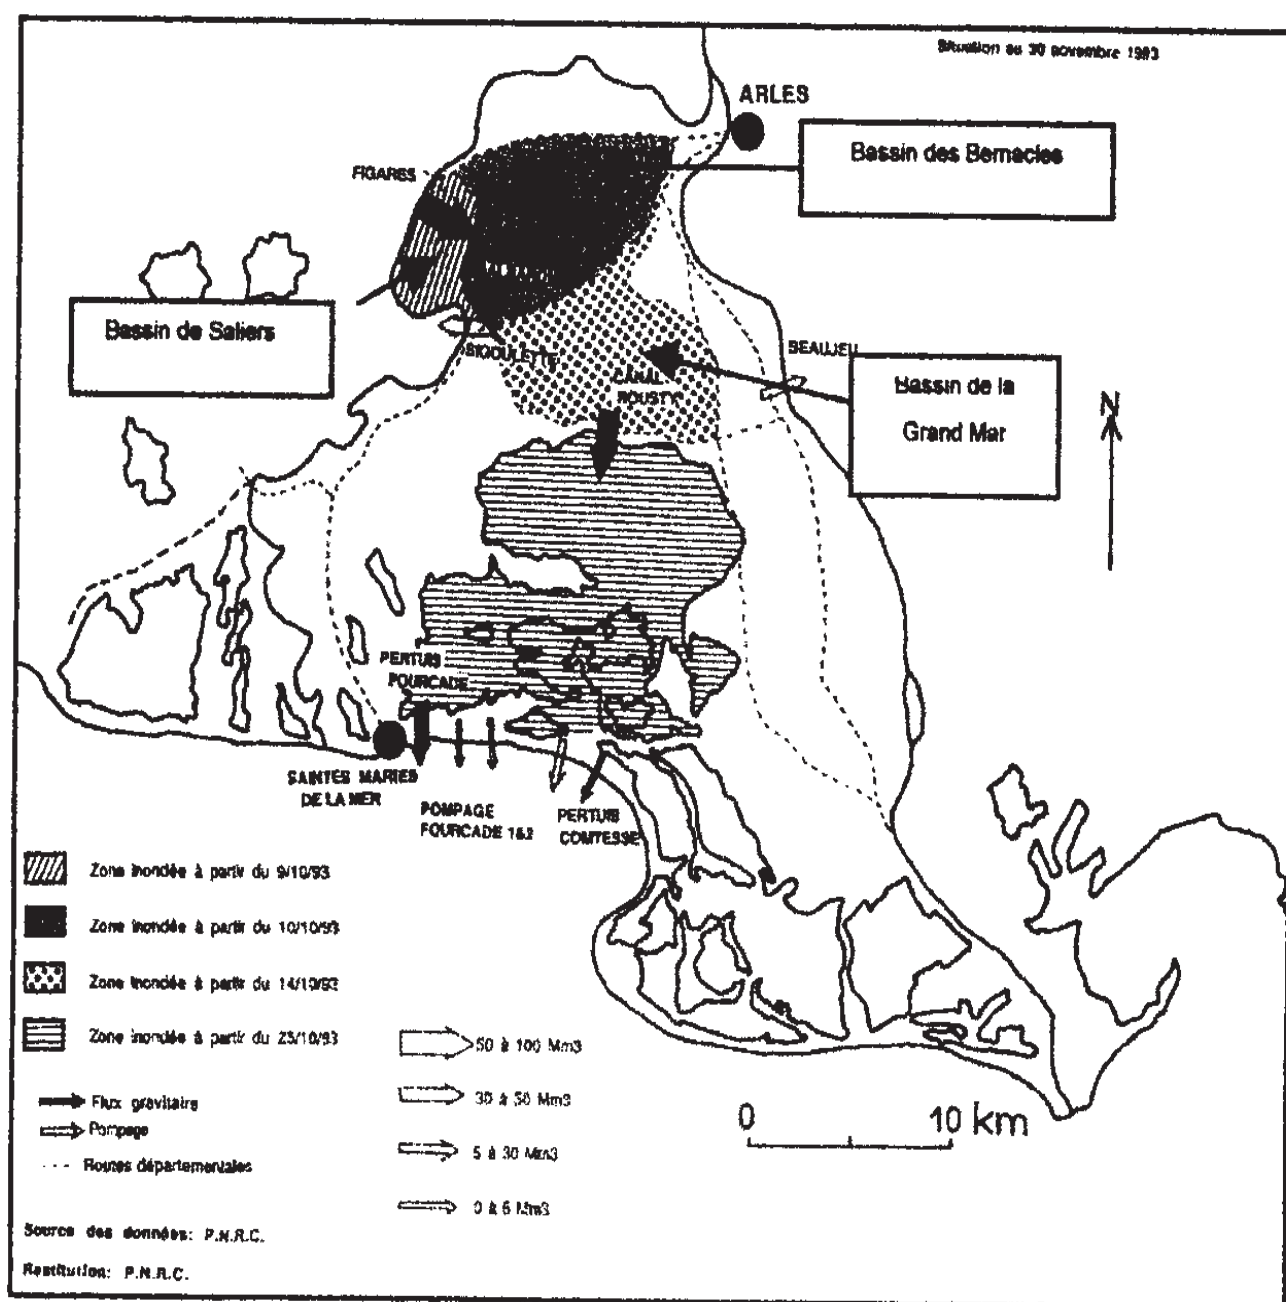 Situation au 30 novembre 1993
ARLES
Bassin des Bernacles
FIGARES
Bassin de Saliers
SIGOULETTE
BEAUJEU
CANAL
ROUSTY
Bassin de la
Grand Mar
N
PERTUIS
FOURCADE
SAINTES MARIES
DE LA MER
POMPAGE
FOURCADE 1&2
PERTUIS
COMTESSE
Zone inondée à partir du 9/10/93
Zone inondée à partir du 10/10/93
Zone inondée à partir du 14/10/93
Zone inondée à partir du 25/10/93
Flux gravitaire
Pompage
Routes départementales
50 à 100 Mm3
30 à 50 Mm3
5 à 30 Mm3
0 à 5 Mm3
0 10 km
Source des données: P.N.R.C.
Restitution: P.N.R.C.